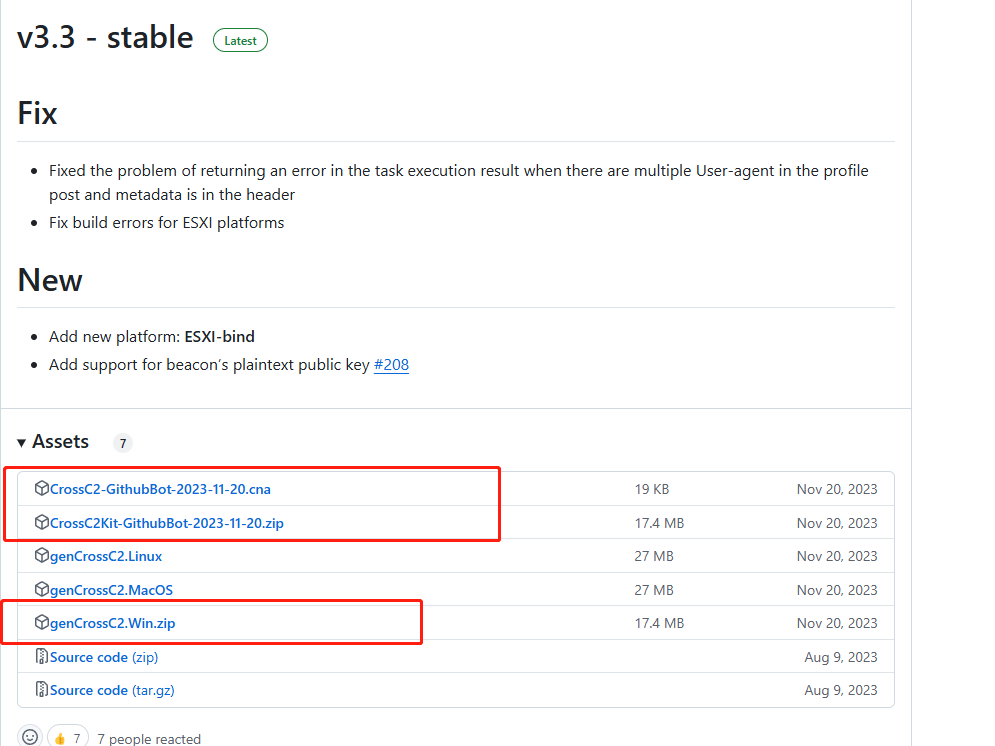 v3.3 - stable Latest
Fix
Fixed the problem of returning an error in the task execution result when there are multiple User-agent in the profile
post and metadata is in the header
Fix build errors for ESXI platforms
New
Add new platform: ESXI-bind
Add support for beacon's plaintext public key #208
Assets 7
CrossC2-GithubBot-2023-11-20.cna 19 KB Nov 20, 2023
CrossC2Kit-GithubBot-2023-11-20.zip 17.4 MB Nov 20, 2023
genCrossC2.Linux 27 MB Nov 20, 2023
genCrossC2.MacOS 27 MB Nov 20, 2023
genCrossC2.Win.zip 17.4 MB Nov 20, 2023
Source code (zip) Aug 9, 2023
Source code (tar.gz) Aug 9, 2023
7 7 people reacted